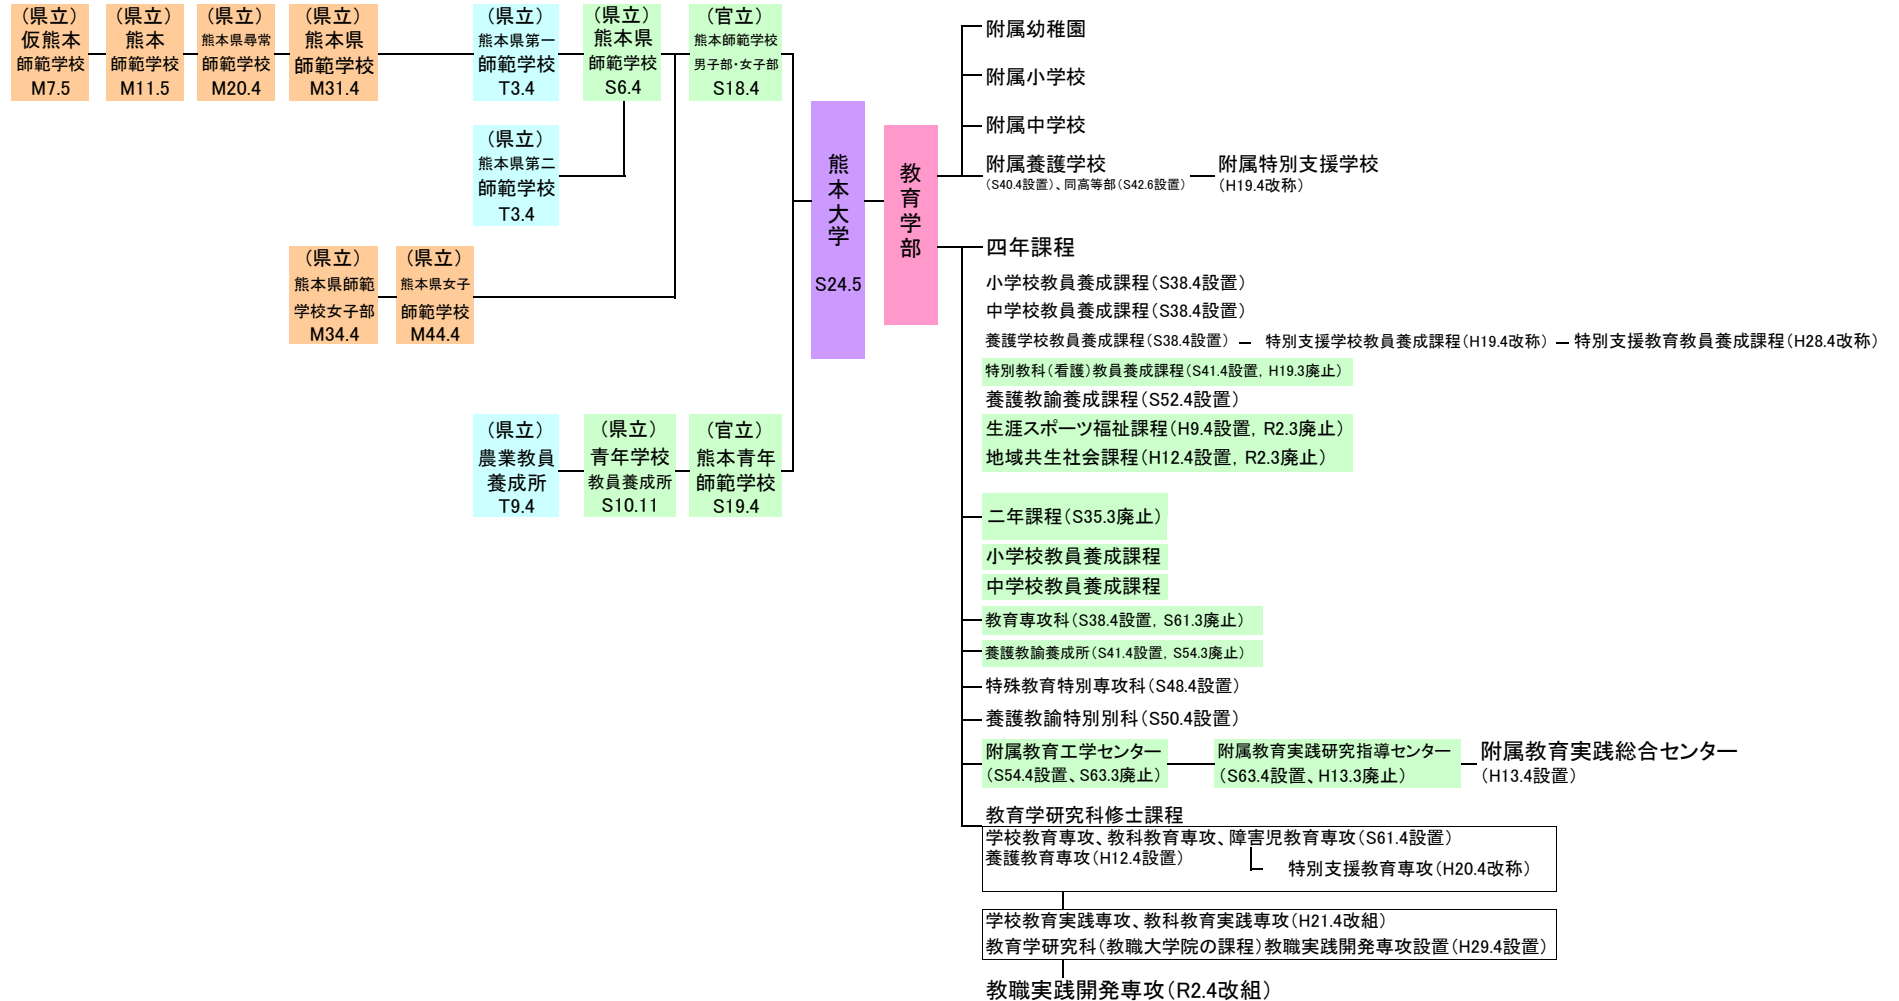 （県立）
仮熊本
師範学校
M7.5
（県立）
熊本
師範学校
M11.5
（県立）
熊本県尋常
師範学校
M20.4
（県立）
熊本県
師範学校
M31.4
（県立）
熊本県第一
師範学校
T3.4
（県立）
熊本県
師範学校
S6.4
（官立）
熊本師範学校
男子部・女子部
S18.4
（県立）
熊本県第二
師範学校
T3.4
（県立）
熊本県師範
学校女子部
M34.4
（県立）
熊本県女子
師範学校
M44.4
（県立）
農業教員
養成所
T9.4
（県立）
青年学校
教員養成所
S10.11
（官立）
熊本青年
師範学校
S19.4
熊本大学
S24.5
教育学部
附属幼稚園
附属小学校
附属中学校
附属養護学校
（S40.4設置）、同高等部（S42.6設置）
附属特別支援学校
（H19.4改称）
四年課程
小学校教員養成課程（S38.4設置）
中学校教員養成課程（S38.4設置）
養護学校教員養成課程（S38.4設置） ― 特別支援学校教員養成課程（H19.4改称） ― 特別支援教育教員養成課程（H28.4改称）
特別教科（看護）教員養成課程（S41.4設置，H19.3廃止）
養護教諭養成課程（S52.4設置）
生涯スポーツ福祉課程（H9.4設置，R2.3廃止）
地域共生社会課程（H12.4設置，R2.3廃止）
二年課程（S35.3廃止）
小学校教員養成課程
中学校教員養成課程
教育専攻科（S38.4設置，S61.3廃止）
養護教諭養成所（S41.4設置，S54.3廃止）
特殊教育特別専攻科（S48.4設置）
養護教諭特別別科（S50.4設置）
附属教育工学センター
（S54.4設置、S63.3廃止）
附属教育実践研究指導センター
（S63.4設置、H13.3廃止）
附属教育実践総合センター
（H13.4設置）
教育学研究科修士課程
学校教育専攻、教科教育専攻、障害児教育専攻（S61.4設置）
養護教育専攻（H12.4設置）
特別支援教育専攻（H20.4改称）
学校教育実践専攻、教科教育実践専攻（H21.4改組）
教育学研究科（教職大学院の課程）教職実践開発専攻設置（H29.4設置）
教職実践開発専攻（R2.4改組）